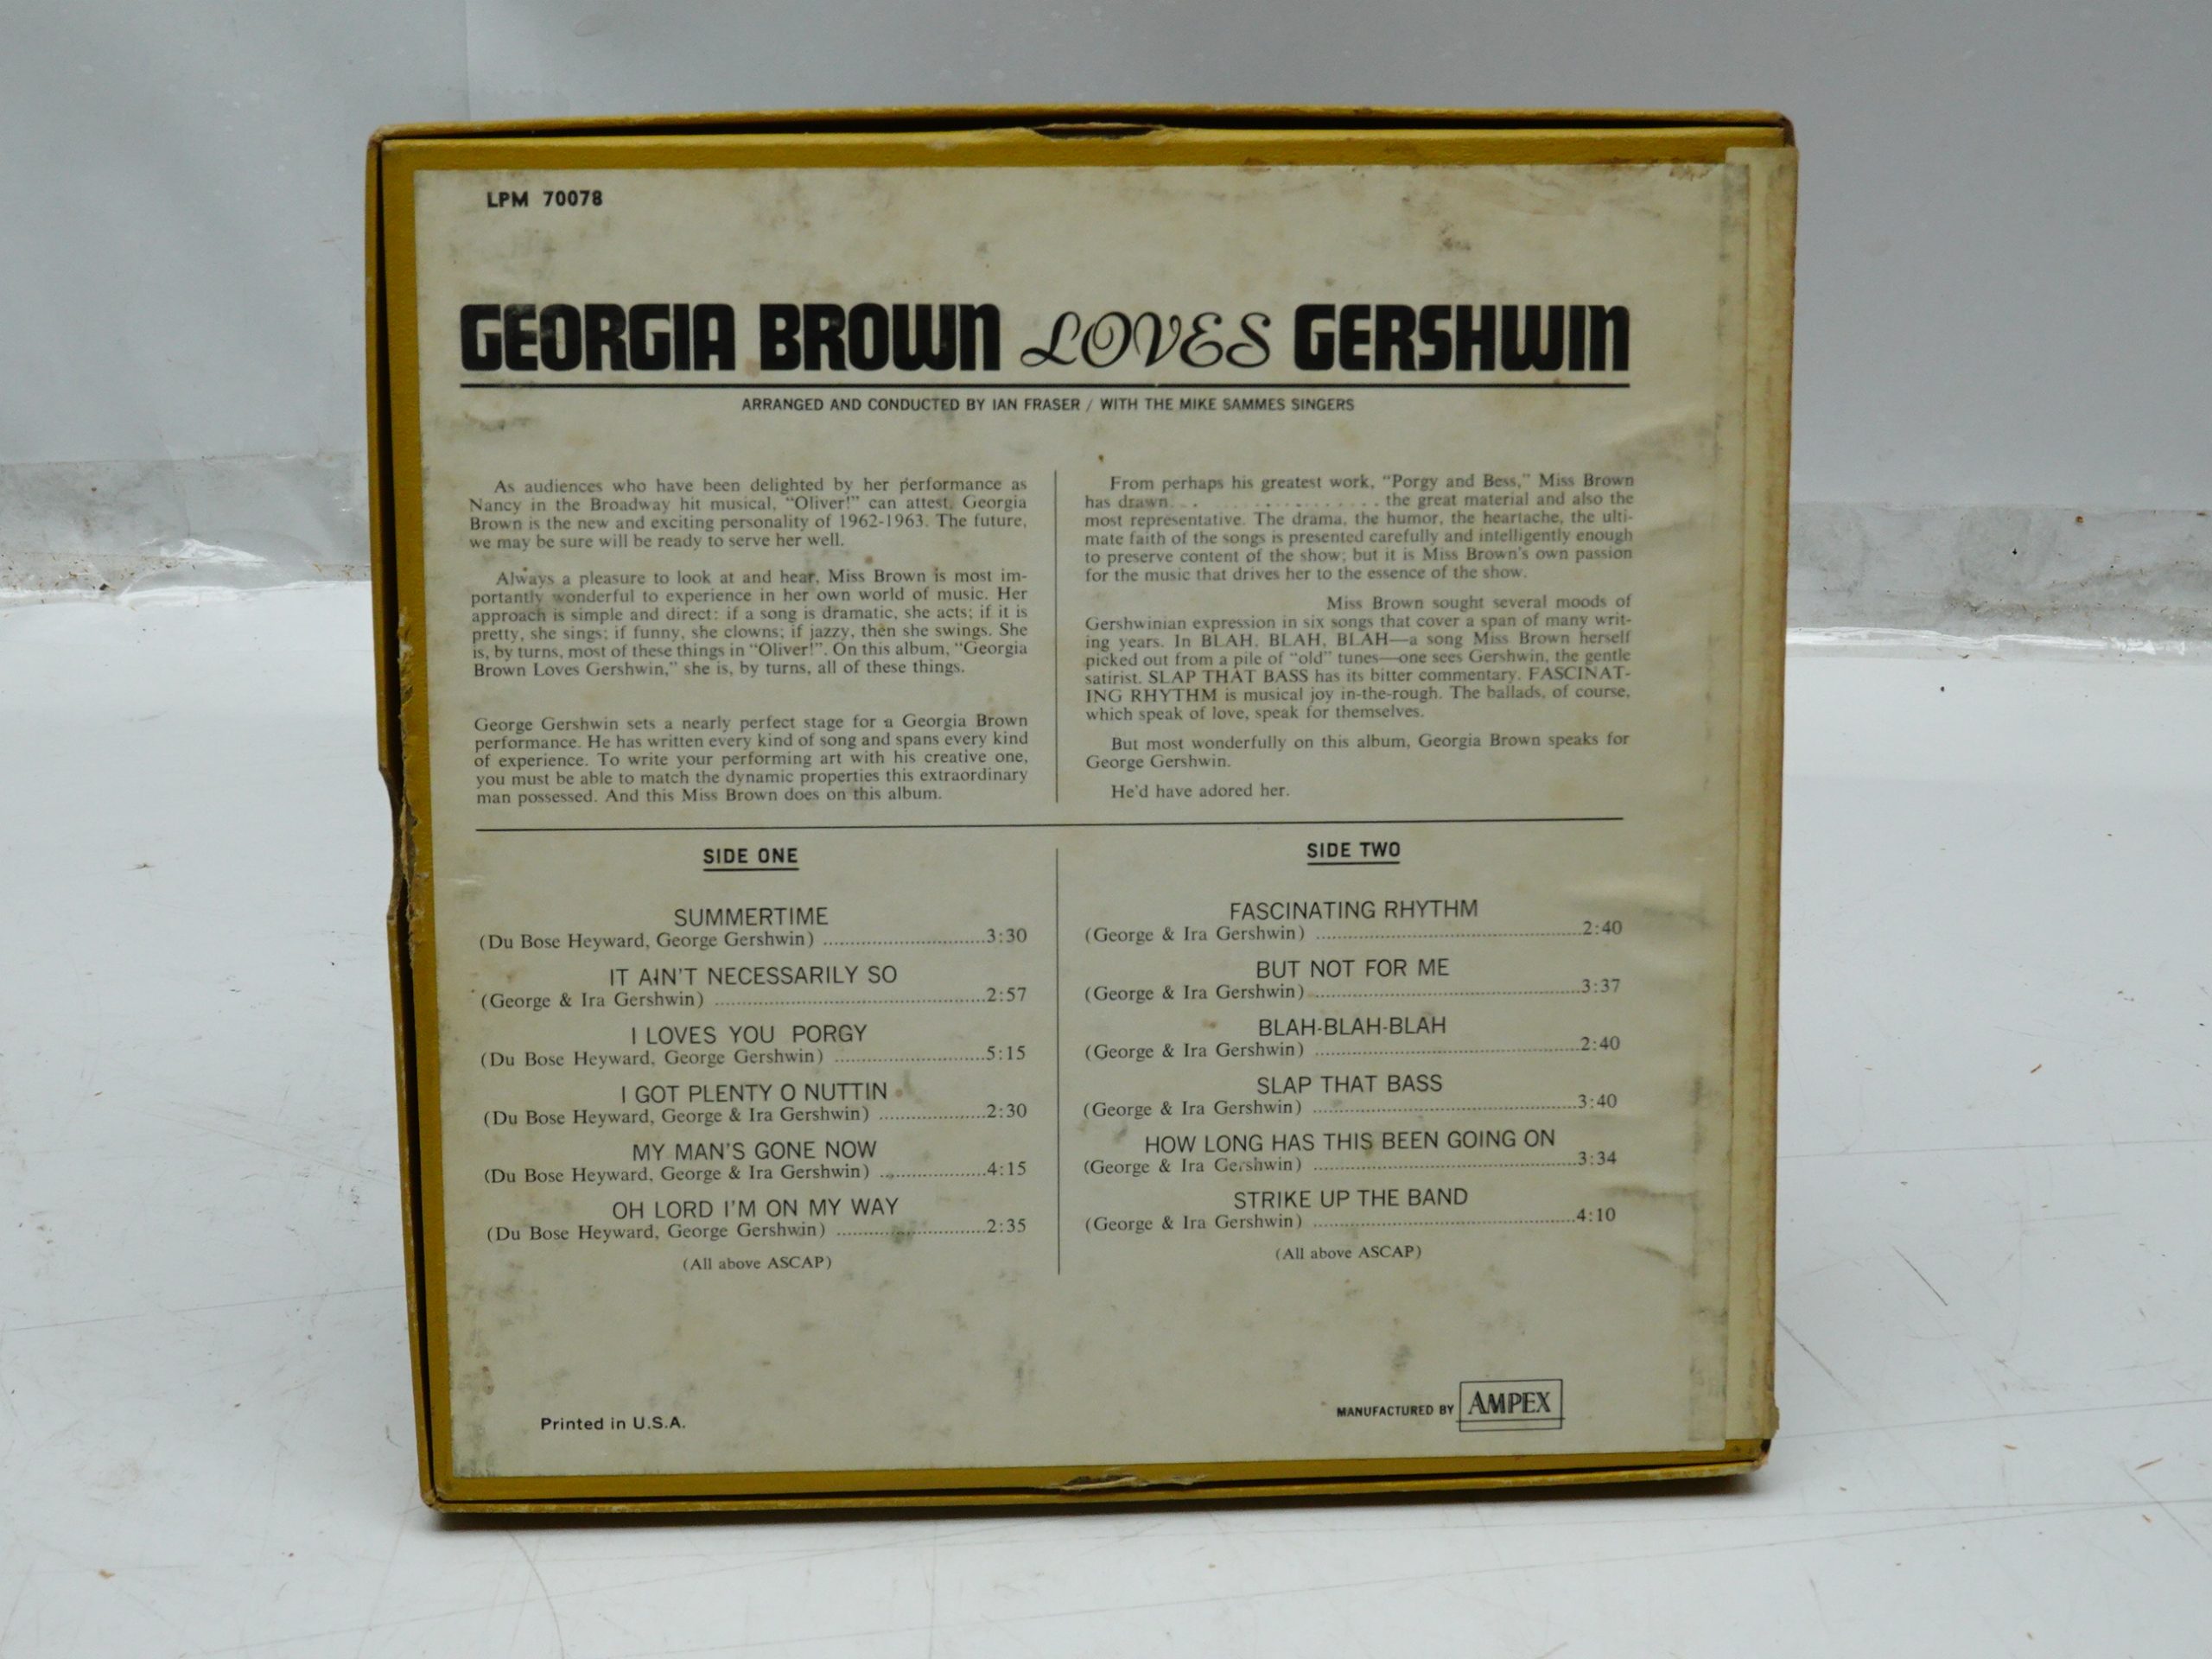 LPM 70078
GEORGIA BROWN LOVES GERSHWIN
ARRANGED AND CONDUCTED BY IAN FRASER / WITH THE MIKE SAMMES SINGERS
As audiences who have been delighted by her performance as
Nancy in the Broadway hit musical, “Oliver!” can attest, Georgia
Brown is the new and exciting personality of 1962-1963. The future,
we may be sure will be ready to serve her well.
Always a pleasure to look at and hear, Miss Brown is most im-
portantly wonderful to experience in her own world of music. Her
approach is simple and direct: if a song is dramatic, she acts; if it is
pretty, she sings; if funny, she clowns; if jazzy, then she swings. She
is, by turns, most of these things in “Oliver!”. On this album, “Georgia
Brown Loves Gershwin,” she is, by turns, all of these things.
George Gershwin sets a nearly perfect stage for a Georgia Brown
performance. He has written every kind of song and spans every kind
of experience. To write your performing art with his creative one,
you must be able to match the dynamic properties this extraordinary
man possessed. And this Miss Brown does on this album.
From perhaps his greatest work, “Porgy and Bess,” Miss Brown
has drawn. . . . . . . . . . . . . . the great material and also the
most representative. The drama, the humor, the heartache, the ulti-
mate faith of the songs is presented carefully and intelligently enough
to preserve content of the show; but it is Miss Brown's own passion
for the music that drives her to the essence of the show.
Miss Brown sought several moods of
Gershwinian expression in six songs that cover a span of many writ-
ing years. In BLAH, BLAH, BLAH—a song Miss Brown herself
picked out from a pile of “old” tunes—one sees Gershwin, the gentle
satirist. SLAP THAT BASS has its bitter commentary. FASCINAT-
ING RHYTHM is musical joy in-the-rough. The ballads, of course,
which speak of love, speak for themselves.
But most wonderfully on this album, Georgia Brown speaks for
George Gershwin.
He'd have adored her.
SIDE ONE
SUMMERTIME
(Du Bose Heyward, George Gershwin) ............................3:30
IT AIN'T NECESSARILY SO
(George & Ira Gershwin) ...............................................2:57
I LOVES YOU PORGY
(Du Bose Heyward, George Gershwin) ..........................5:15
I GOT PLENTY O NUTTIN
(Du Bose Heyward, George & Ira Gershwin) ..................2:30
MY MAN'S GONE NOW
(Du Bose Heyward, George & Ira Gershwin) ..................4:15
OH LORD I'M ON MY WAY
(Du Bose Heyward, George Gershwin) ..........................2:35
(All above ASCAP)
SIDE TWO
FASCINATING RHYTHM
(George & Ira Gershwin) ..............................................2:40
BUT NOT FOR ME
(George & Ira Gershwin) ..............................................3:37
BLAH-BLAH-BLAH
(George & Ira Gershwin) ..............................................2:40
SLAP THAT BASS
(George & Ira Gershwin) ..............................................3:40
HOW LONG HAS THIS BEEN GOING ON
(George & Ira Gershwin) ..............................................3:34
STRIKE UP THE BAND
(George & Ira Gershwin) ..............................................4:10
(All above ASCAP)
Printed in U.S.A.
MANUFACTURED BY AMPEX